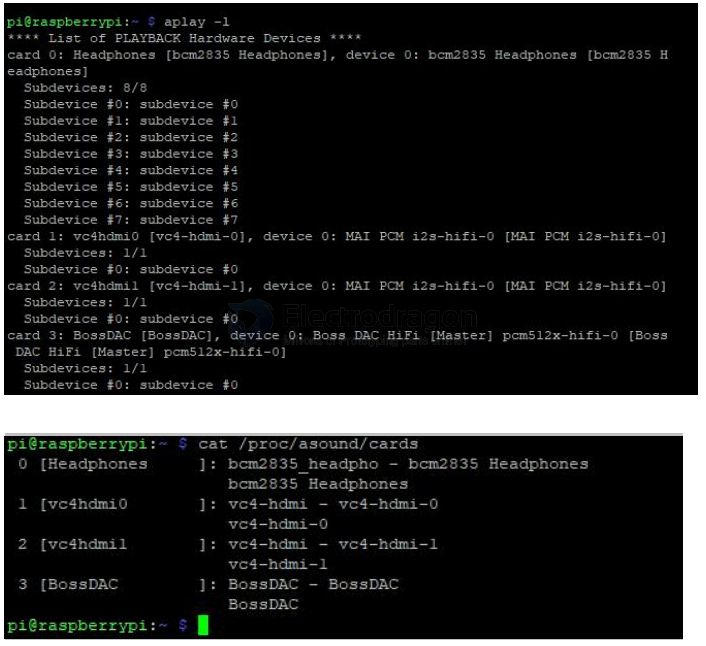 pi@raspberrypi:~ $ aplay -l
**** List of PLAYBACK Hardware Devices ****
card 0: Headphones [bcm2835 Headphones], device 0: bcm2835 Headphones [bcm2835 H
eadphones]
  Subdevices: 8/8
  Subdevice #0: subdevice #0
  Subdevice #1: subdevice #1
  Subdevice #2: subdevice #2
  Subdevice #3: subdevice #3
  Subdevice #4: subdevice #4
  Subdevice #5: subdevice #5
  Subdevice #6: subdevice #6
  Subdevice #7: subdevice #7
card 1: vc4hdmi0 [vc4-hdmi-0], device 0: MAI PCM i2s-hifi-0 [MAI PCM i2s-hifi-0]
  Subdevices: 1/1
  Subdevice #0: subdevice #0
card 2: vc4hdmi1 [vc4-hdmi-1], device 0: MAI PCM i2s-hifi-0 [MAI PCM i2s-hifi-0]
  Subdevices: 1/1
  Subdevice #0: subdevice #0
Electrodragon
card 3: BossDAC [BossDAC], device 0: Boss DAC HiFi [Master] pcm512x-hifi-0 [Boss
 DAC HiFi [Master] pcm512x-hifi-0]
  Subdevices: 1/1
  Subdevice #0: subdevice #0
pi@raspberrypi:~ $ cat /proc/asound/cards
 0 [Headphones     ]: bcm2835_headpho - bcm2835 Headphones
                      bcm2835 Headphones
 1 [vc4hdmi0       ]: vc4-hdmi - vc4-hdmi-0
                      vc4-hdmi-0
 2 [vc4hdmi1       ]: vc4-hdmi - vc4-hdmi-1
                      vc4-hdmi-1
 3 [BossDAC        ]: BossDAC - BossDAC
                      BossDAC
pi@raspberrypi:~ $